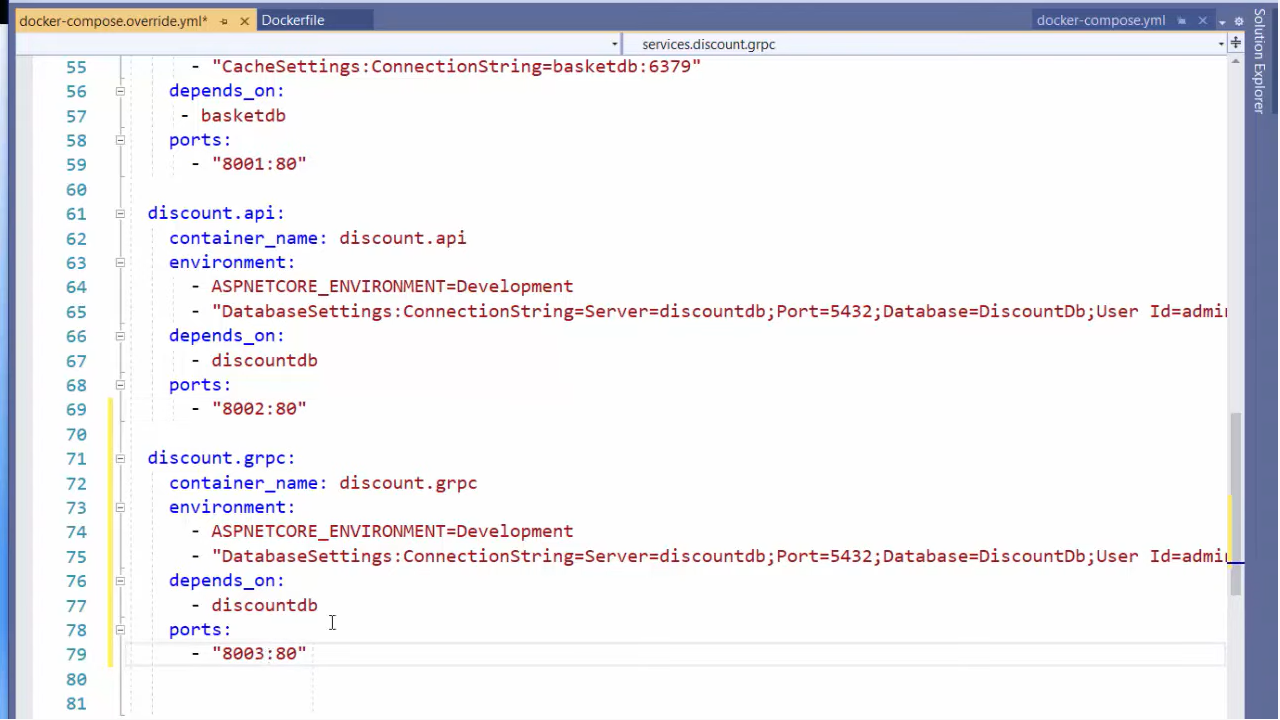 docker-compose.override.yml*
Dockerfile
docker-compose.yml
services.discount.grpc
Solution Explorer
55 - "CacheSettings:ConnectionString=basketdb:6379"
56 depends_on:
57 - basketdb
58 ports:
59 - "8001:80"
60
61 discount.api:
62 container_name: discount.api
63 environment:
64 - ASPNETCORE_ENVIRONMENT=Development
65 - "DatabaseSettings:ConnectionString=Server=discountdb;Port=5432;Database=DiscountDb;User Id=admin
66 depends_on:
67 - discountdb
68 ports:
69 - "8002:80"
70
71 discount.grpc:
72 container_name: discount.grpc
73 environment:
74 - ASPNETCORE_ENVIRONMENT=Development
75 - "DatabaseSettings:ConnectionString=Server=discountdb;Port=5432;Database=DiscountDb;User Id=admin
76 depends_on:
77 - discountdb
78 ports:
79 - "8003:80"
80
81